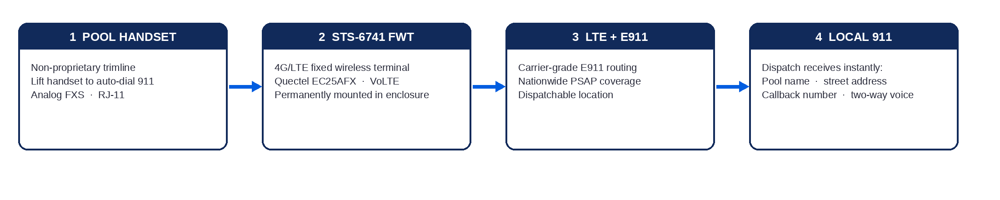 1 POOL HANDSET
Non-proprietary trimline
Lift handset to auto-dial 911
Analog FXS · RJ-11
2 STS-6741 FWT
4G/LTE fixed wireless terminal
Quectel EC25AFX · VoLTE
Permanently mounted in enclosure
3 LTE + E911
Carrier-grade E911 routing
Nationwide PSAP coverage
Dispatchable location
4 LOCAL 911
Dispatch receives instantly:
Pool name · street address
Callback number · two-way voice